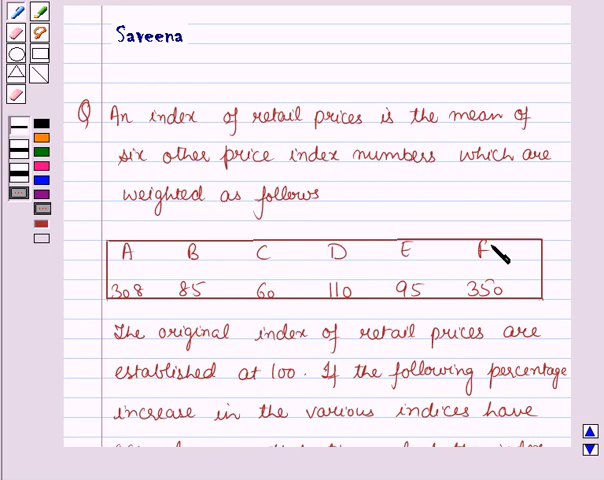 Saveena
Q An index of retail prices is the mean of
six other price index numbers which are
weighted as follows
A B C D E F
308 85 60 110 95 350
The original index of retail prices are
established at 100. If the following percentage
increase in the various indices have